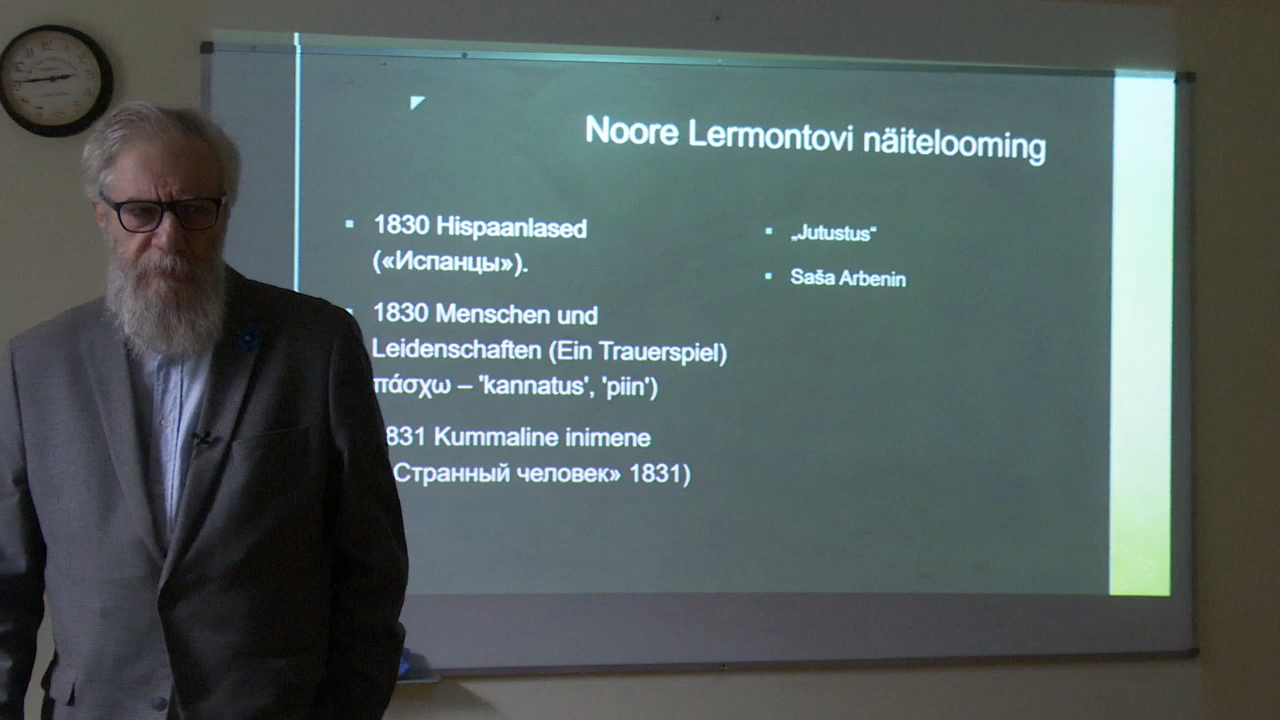 Noore Lermontovi näitelooming
1830 Hispaanlased
(«Испанцы»).
1830 Menschen und
Leidenschaften (Ein Trauerspiel)
πάσχω – 'kannatus', 'piin')
831 Kummaline inimene
Странный человек» 1831)
„Jutustus“
Saša Arbenin